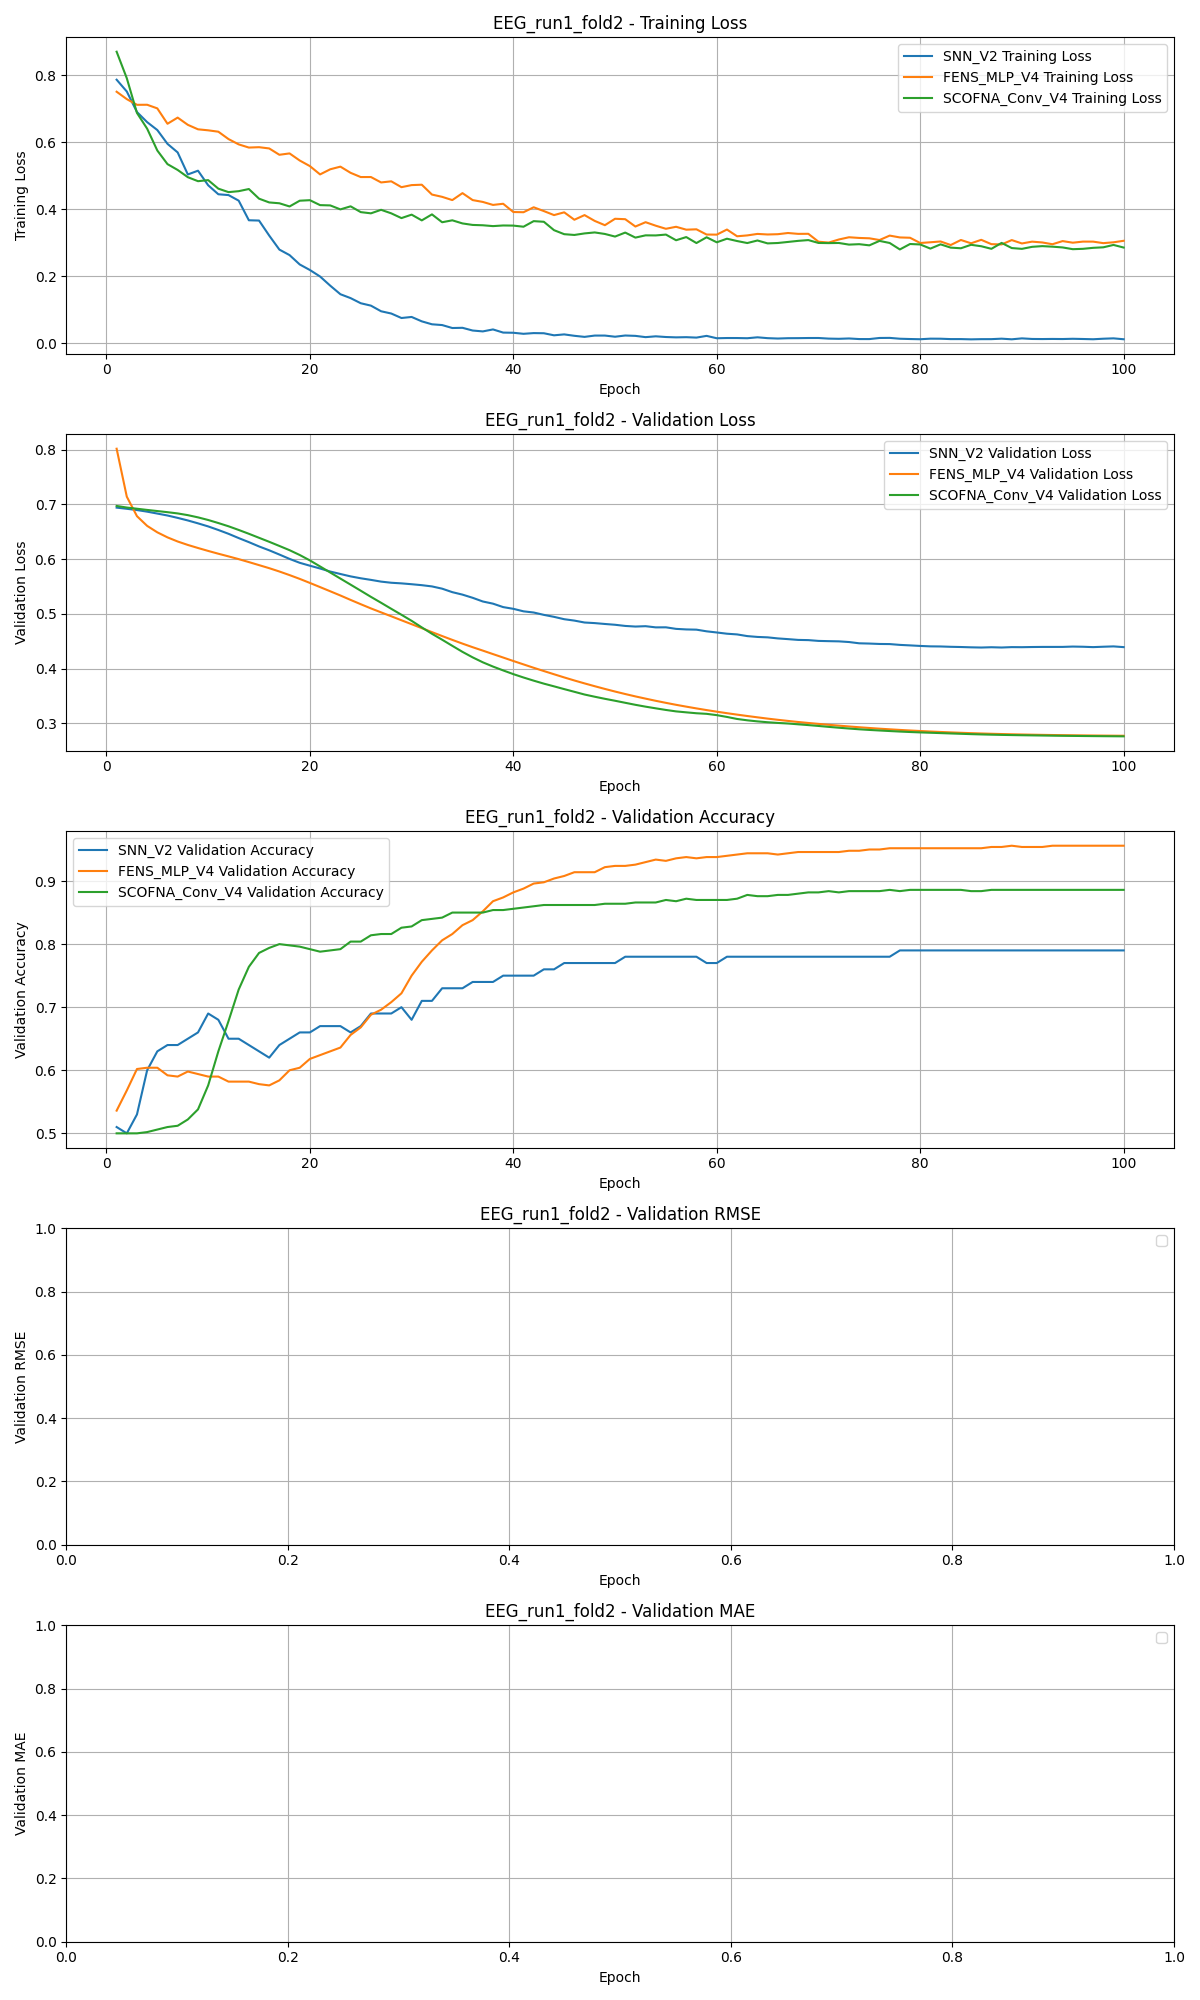 EEG_run1_fold2 - Training Loss
SNN_V2 Training Loss
FENS_MLP_V4 Training Loss
SCOFNA_Conv_V4 Training Loss
Training Loss
0.8
0.6
0.4
0.2
0.0
0 20 40 60 80 100
Epoch
EEG_run1_fold2 - Validation Loss
SNN_V2 Validation Loss
FENS_MLP_V4 Validation Loss
SCOFNA_Conv_V4 Validation Loss
Validation Loss
0.8
0.7
0.6
0.5
0.4
0.3
0 20 40 60 80 100
Epoch
EEG_run1_fold2 - Validation Accuracy
SNN_V2 Validation Accuracy
FENS_MLP_V4 Validation Accuracy
SCOFNA_Conv_V4 Validation Accuracy
Validation Accuracy
0.9
0.8
0.7
0.6
0.5
0 20 40 60 80 100
Epoch
EEG_run1_fold2 - Validation RMSE
Validation RMSE
1.0
0.8
0.6
0.4
0.2
0.0
0.0 0.2 0.4 0.6 0.8 1.0
Epoch
EEG_run1_fold2 - Validation MAE
Validation MAE
1.0
0.8
0.6
0.4
0.2
0.0
0.0 0.2 0.4 0.6 0.8 1.0
Epoch